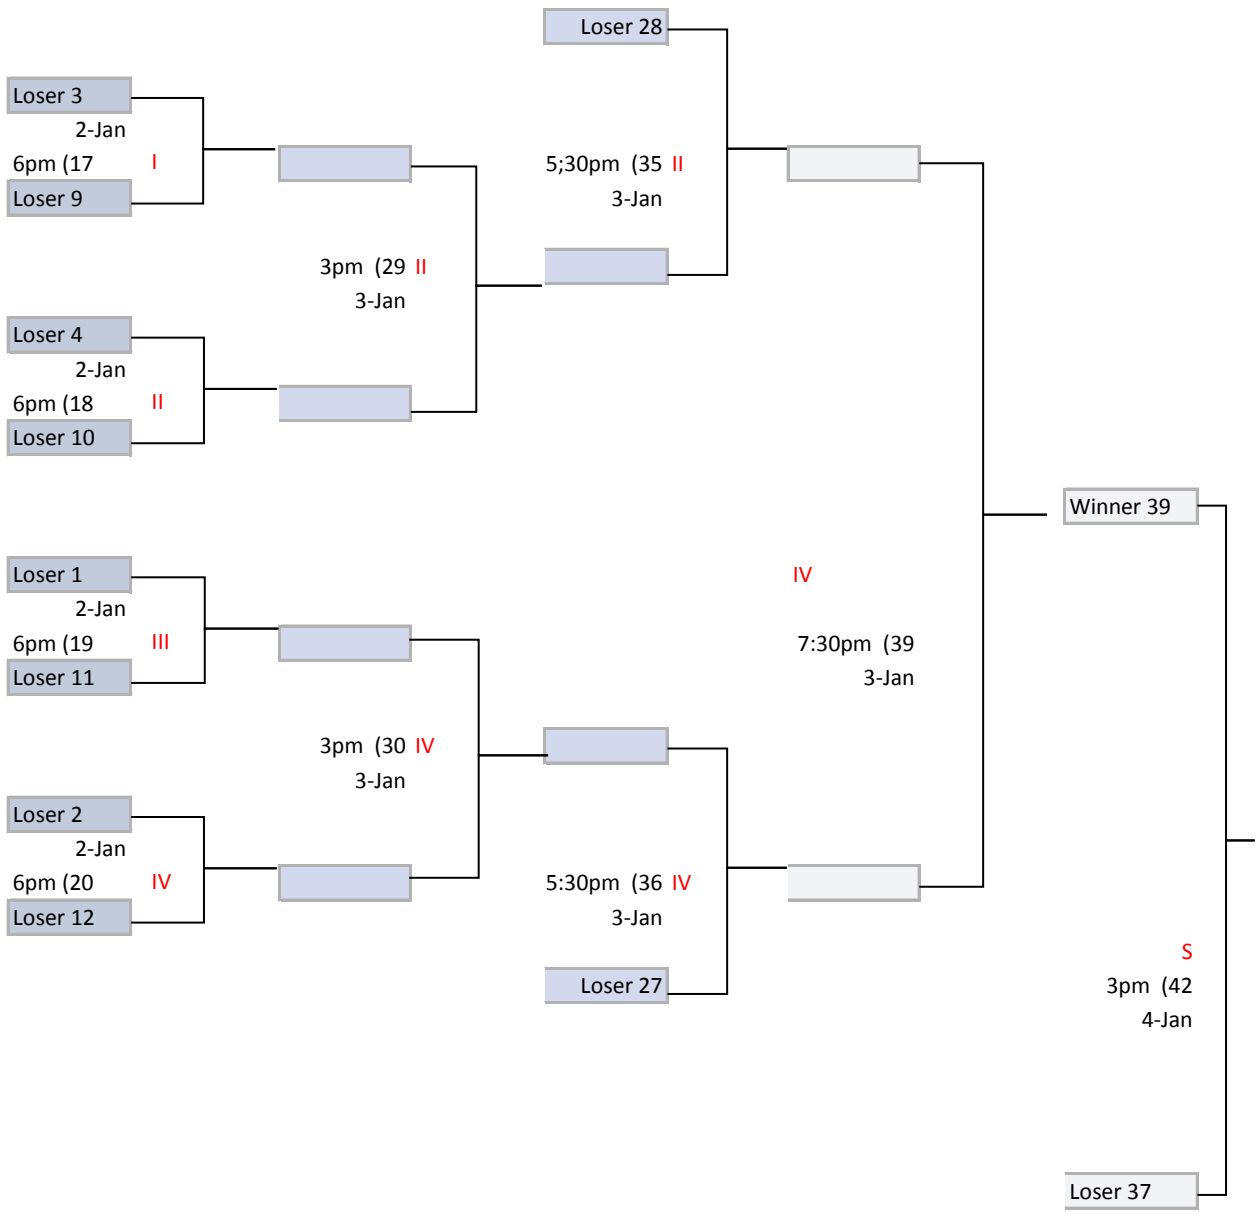 Loser 28
Loser 3
2-Jan
6pm (17 I
Loser 9
5;30pm (35 II
3-Jan
3pm (29 II
3-Jan
Loser 4
2-Jan
6pm (18 II
Loser 10
Winner 39
Loser 1
2-Jan
6pm (19 III
Loser 11
IV
7:30pm (39
3-Jan
3pm (30 IV
3-Jan
Loser 2
2-Jan
6pm (20 IV
Loser 12
5:30pm (36 IV
3-Jan
Loser 27
S
3pm (42
4-Jan
Loser 37